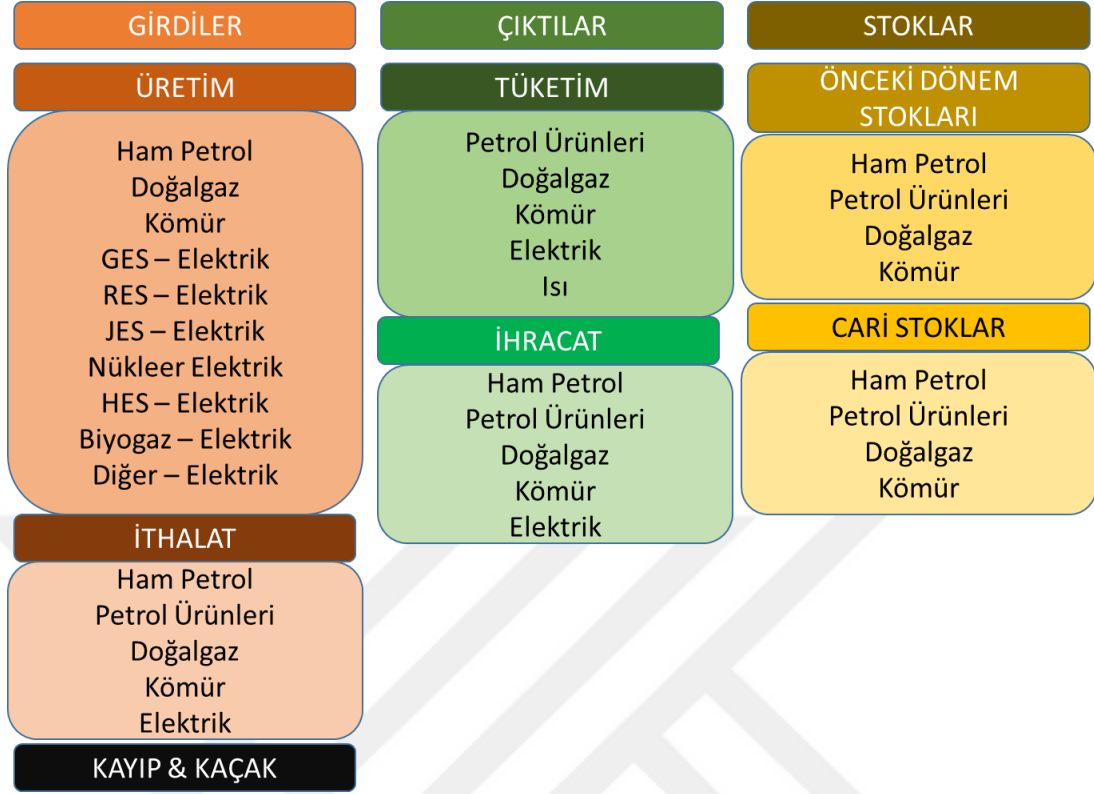 GİRDİLER
ÜRETİM
Ham Petrol
Doğalgaz
Kömür
GES – Elektrik
RES – Elektrik
JES – Elektrik
Nükleer Elektrik
HES – Elektrik
Biyogaz – Elektrik
Diğer – Elektrik
İTHALAT
Ham Petrol
Petrol Ürünleri
Doğalgaz
Kömür
Elektrik
KAYIP & KAÇAK
ÇIKTILAR
TÜKETİM
Petrol Ürünleri
Doğalgaz
Kömür
Elektrik
Isı
İHRACAT
Ham Petrol
Petrol Ürünleri
Doğalgaz
Kömür
Elektrik
STOKLAR
ÖNCEKİ DÖNEM
STOKLARI
Ham Petrol
Petrol Ürünleri
Doğalgaz
Kömür
CARİ STOKLAR
Ham Petrol
Petrol Ürünleri
Doğalgaz
Kömür